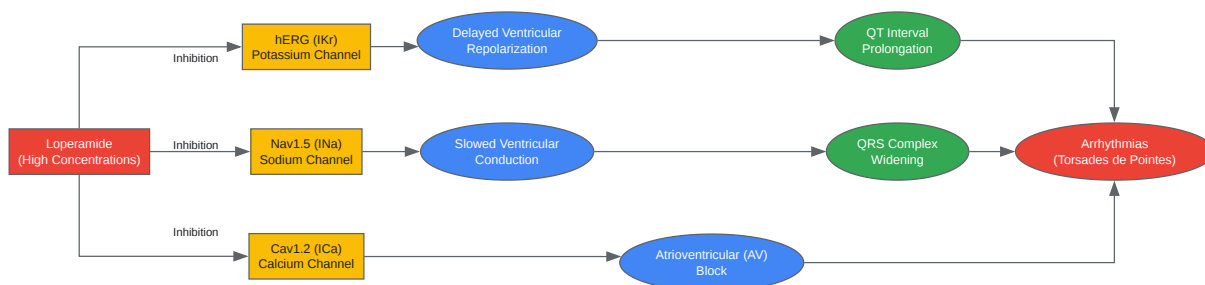 hERG (IKr)
Potassium Channel
Delayed Ventricular
Repolarization
QT Interval
Prolongation
Inhibition
Loperamide
(High Concentrations)
Inhibition
Nav1.5 (INa)
Sodium Channel
Slowed Ventricular
Conduction
QRS Complex
Widening
Arrhythmias
(Torsades de Pointes)
Inhibition
Cav1.2 (ICa)
Calcium Channel
Atrioventricular (AV)
Block